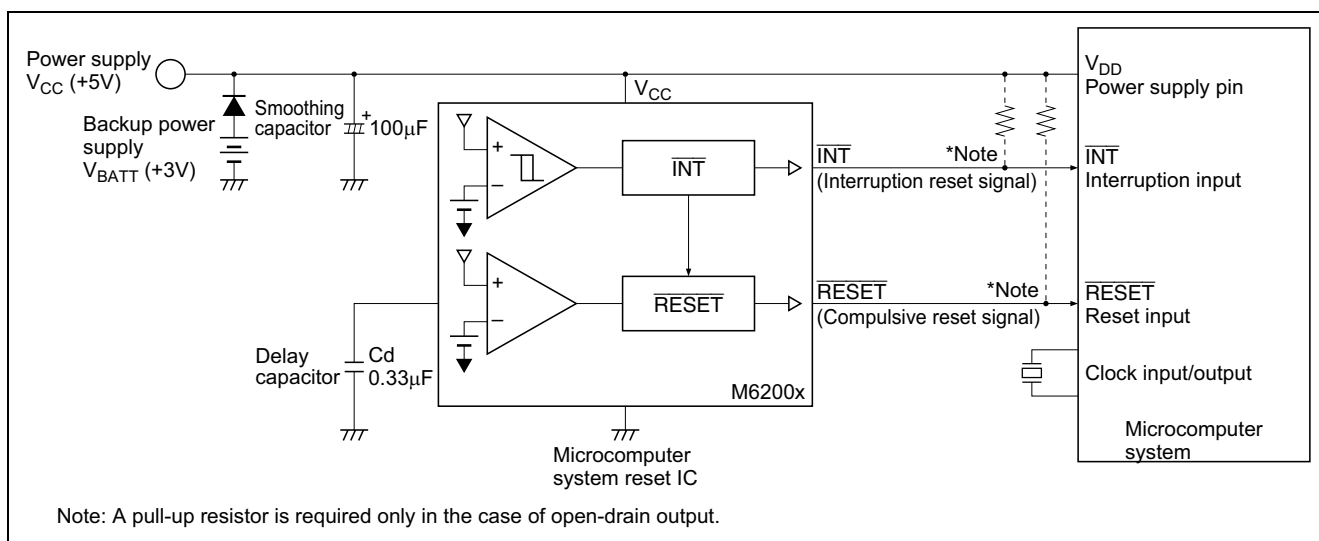 Power supply
VCC (+5V)
Backup power
supply
VBATT (+3V)
Smoothing
capacitor
+
100μF
VCC
+
−
INT
INT
(Interruption reset signal)
*Note
+
−
RESET
RESET
(Compulsive reset signal)
*Note
M6200x
Delay
capacitor
Cd
0.33μF
Microcomputer
system reset IC
VDD
Power supply pin
INT
Interruption input
RESET
Reset input
Clock input/output
Microcomputer
system
Note: A pull-up resistor is required only in the case of open-drain output.